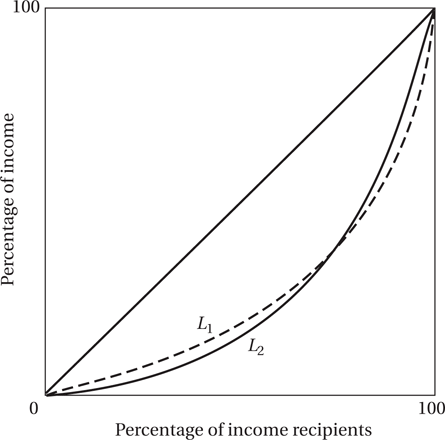 100
Percentage of income
L1
L2
0
100
Percentage of income recipients